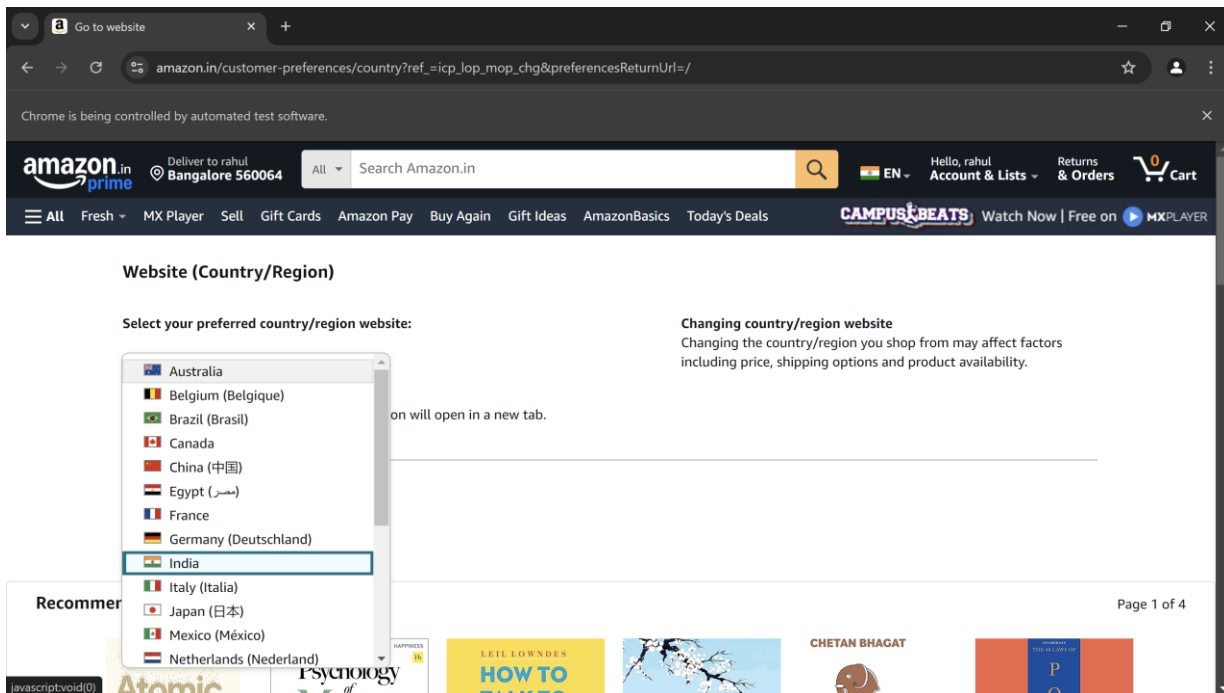 Go to website
amazon.in/customer-preferences/country?ref_=icp_lop_mop_chg&preferencesReturnUrl=/
Chrome is being controlled by automated test software.
amazon.in
prime
Deliver to rahul
Bangalore 560064
All
Search Amazon.in
EN
Hello, rahul
Account & Lists
Returns
& Orders
0
Cart
All
Fresh
MX Player
Sell
Gift Cards
Amazon Pay
Buy Again
Gift Ideas
AmazonBasics
Today's Deals
CAMPUS BEATS
Watch Now | Free on
MXPLAYER
Website (Country/Region)
Select your preferred country/region website:
Australia
Belgium (Belgique)
Brazil (Brasil)
Canada
China (中国)
Egypt (مصر)
France
Germany (Deutschland)
India
Italy (Italia)
Japan (日本)
Mexico (México)
Netherlands (Nederland)
on will open in a new tab.
Changing country/region website
Changing the country/region you shop from may affect factors
including price, shipping options and product availability.
Recommen
Page 1 of 4
javascript:void(0)
Atomic
HAPPINESS
Psychology
of
LEIL LOWNDES
HOW TO
TALK TO
CHETAN BHAGAT
THE 48 LAWS OF
P
O